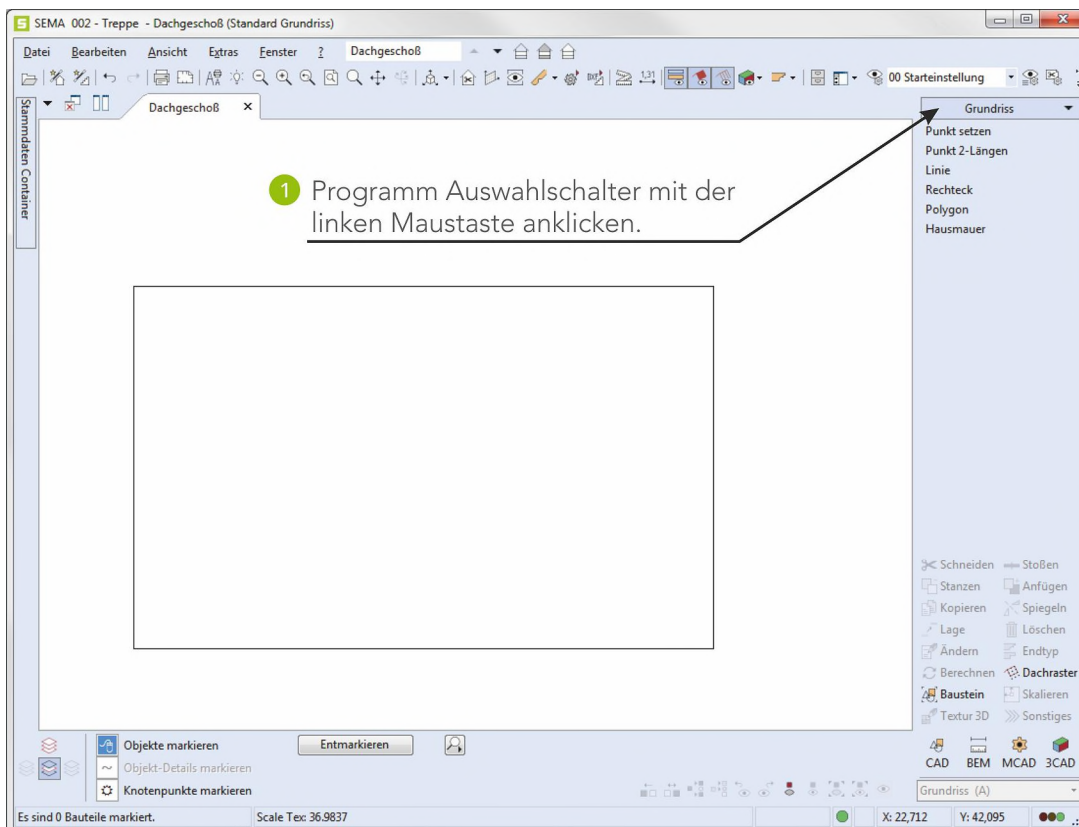 SEMA 002 - Treppe - Dachgeschoß (Standard Grundriss)
Datei Bearbeiten Ansicht Extras Fenster ? Dachgeschoß
00 Starteinstellung
Stammdaten Container
Dachgeschoß
Grundriss
Punkt setzen
Punkt 2-Längen
Linie
Rechteck
Polygon
Hausmauer
1 Programm Auswahlschalter mit der
linken Maustaste anklicken.
Schneiden Stoßen
Stanzen Anfügen
Kopieren Spiegeln
Lage Löschen
Ändern Endtyp
Berechnen Dachraster
Baustein Skalieren
Textur 3D Sonstiges
Objekte markieren Entmarkieren
Objekt-Details markieren
Knotenpunkte markieren
CAD BEM MCAD 3CAD
Grundriss (A)
Es sind 0 Bauteile markiert. Scale Tex: 36.9837 X: 22,712 Y: 42,095